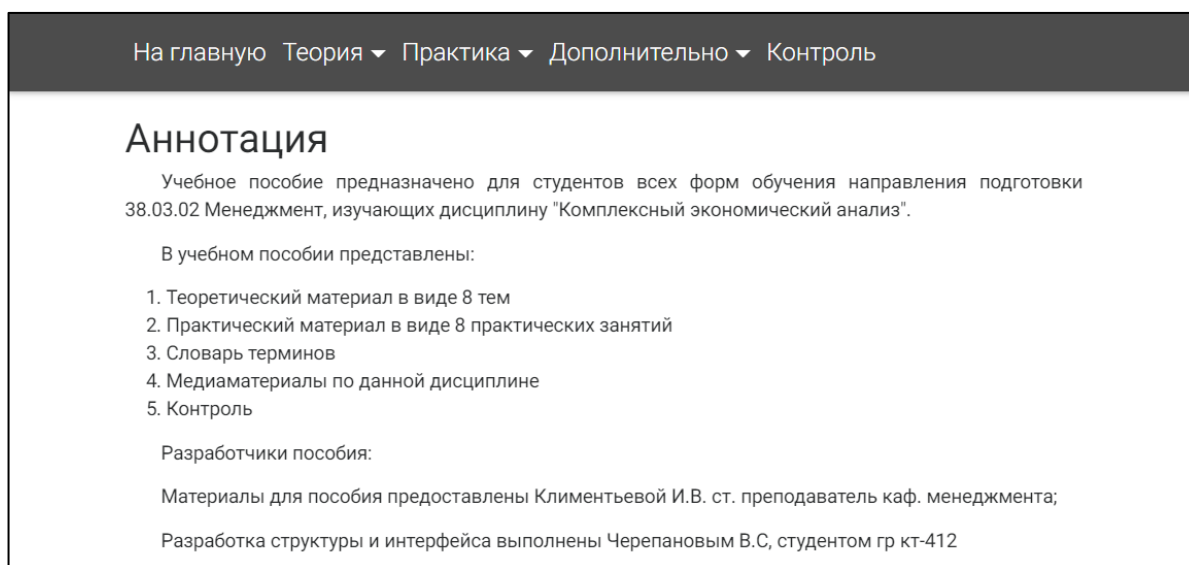 На главную Теория Практика Дополнительно Контроль
Аннотация
Учебное пособие предназначено для студентов всех форм обучения направления подготовки
38.03.02 Менеджмент, изучающих дисциплину "Комплексный экономический анализ".
В учебном пособии представлены:
1. Теоретический материал в виде 8 тем
2. Практический материал в виде 8 практических занятий
3. Словарь терминов
4. Медиаматериалы по данной дисциплине
5. Контроль
Разработчики пособия:
Материалы для пособия предоставлены Климентьевой И.В. ст. преподаватель каф. менеджмента;
Разработка структуры и интерфейса выполнены Черепановым В.С, студентом гр кт-412